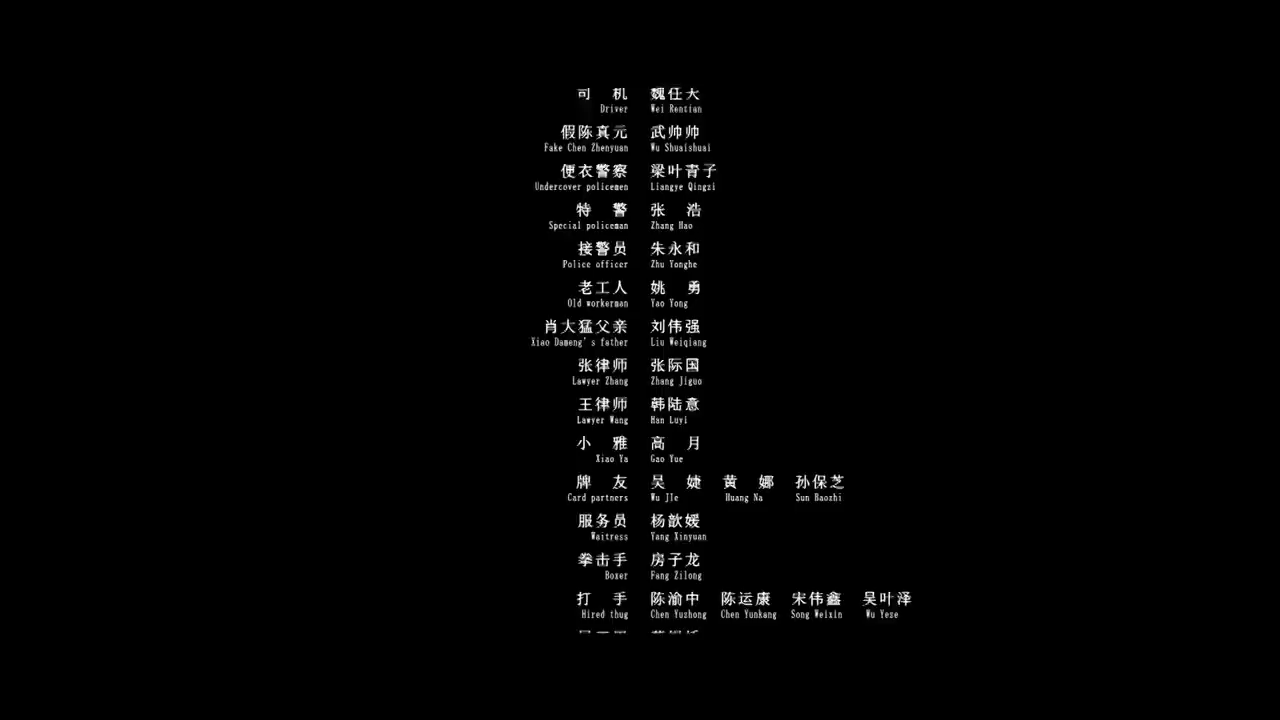 司 机 魏任天
Driver Wei Rentian
假陈真元 武帅帅
Fake Chen Zhenyuan Wu Shuaishuai
便衣警察 梁叶青子
Undercover policemen Liangye Qingzi
特 警 张 浩
Special policeman Zhang Hao
接警员 朱永和
Police officer Zhu Yonghe
老工人 姚 勇
Old workerman Yao Yong
肖大猛父亲 刘伟强
Xiao Dameng's father Liu Weiqiang
张律师 张际国
Lawyer Zhang Zhang Jiguo
王律师 韩陆意
Lawyer Wang Han Luyi
小 雅 高 月
Xiao Ya Gao Yue
牌 友 吴 婕 黄 娜 孙保芝
Card partners Wu JIe Huang Na Sun Baozhi
服务员 杨歆媛
Waitress Yang Xinyuan
拳击手 房子龙
Boxer Fang Zilong
打 手 陈渝中 陈运康 宋伟鑫 吴叶泽
Hired thug Chen Yuzhong Chen Yunkang Song Weixin Wu Yeze